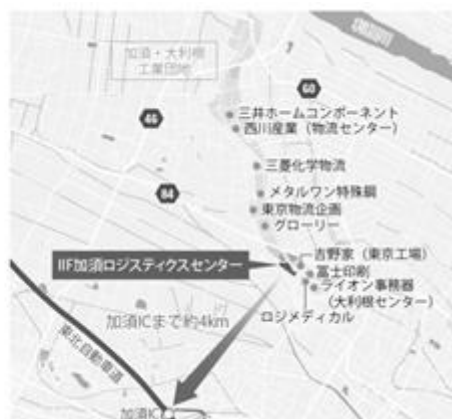 加須・大利根
工業団地
60
46
三井ホームコンポーネント
西川産業（物流センター）
三菱化学物流
84
メタルワン特殊鋼
東京物流企画
グローリー
吉野家（東京工場）
IIF加須ロジスティクスセンター
冨士印刷
ライオン事務器
（大利根センター）
ロジメディカル
加須ICまで約4km
東北自動車道
加須IC